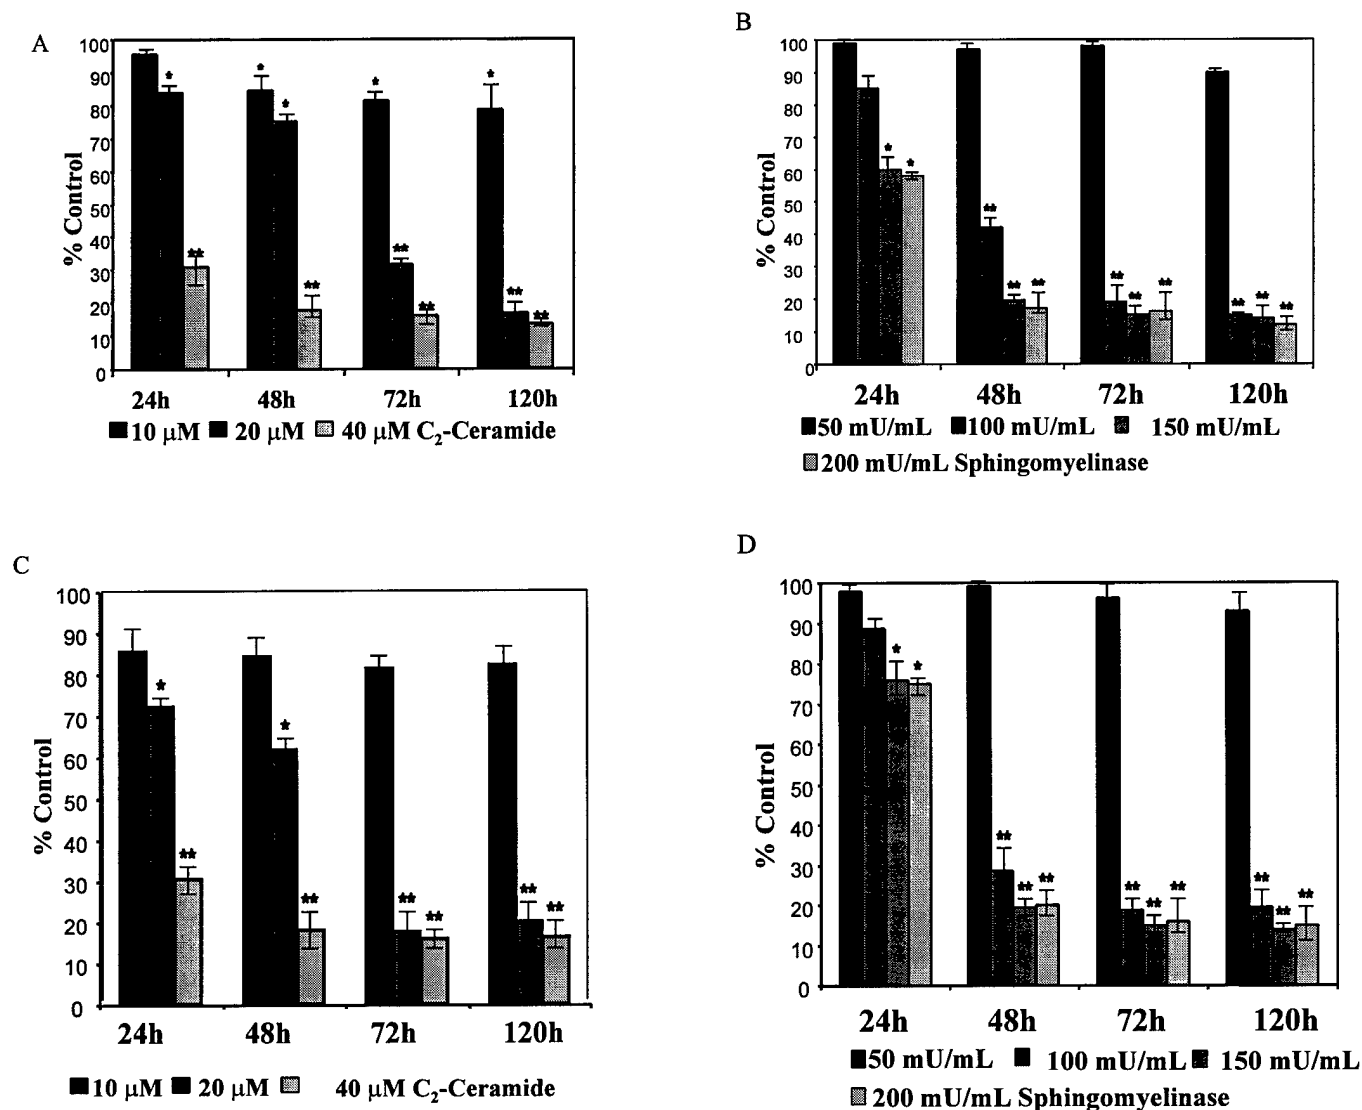 A
100
90
80
70
60
50
40
30
20
10
0
% Control
* * ** * * ** * ** ** * ** **
24h 48h 72h 120h
10 µM 20 µM 40 µM C2-Ceramide
B
100
90
80
70
60
50
40
30
20
10
0
% Control
* * ** ** ** ** ** ** ** ** **
24h 48h 72h 120h
50 mU/mL 100 mU/mL 150 mU/mL
200 mU/mL Sphingomyelinase
C
100
90
80
70
60
50
40
30
20
10
0
% Control
* ** * ** ** ** ** **
24h 48h 72h 120h
10 µM 20 µM 40 µM C2-Ceramide
D
100
90
80
70
60
50
40
30
20
10
0
% Control
* * ** ** ** ** ** ** ** ** **
24h 48h 72h 120h
50 mU/mL 100 mU/mL 150 mU/mL
200 mU/mL Sphingomyelinase